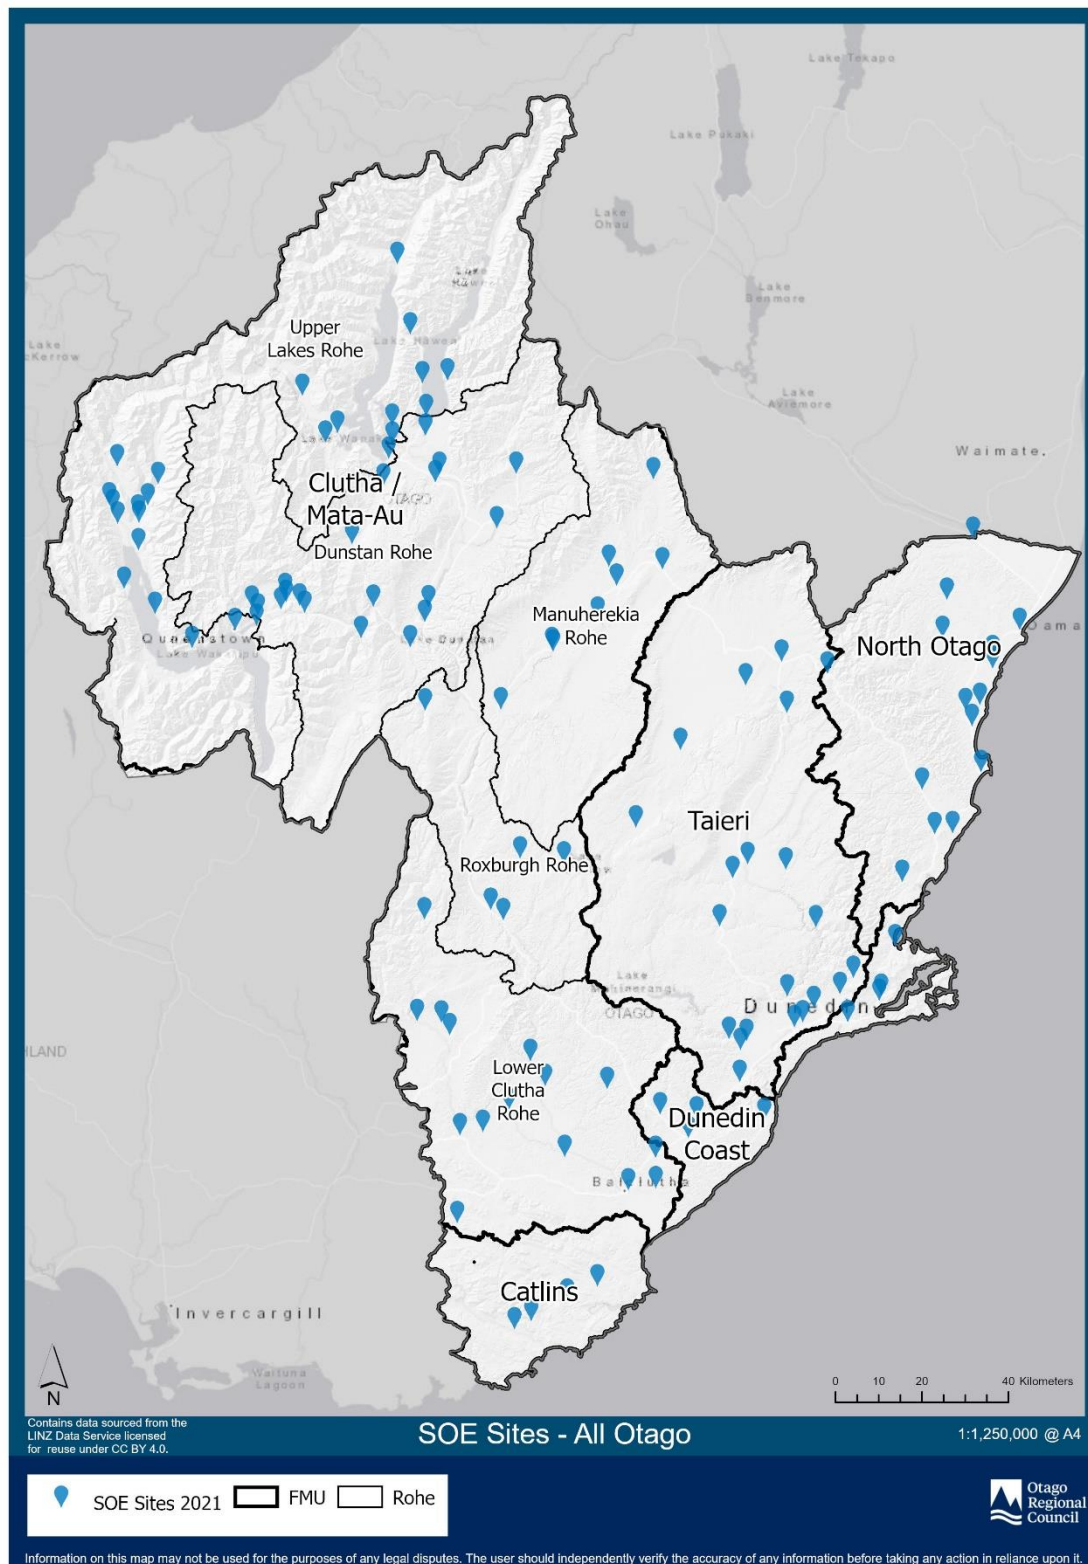 Lake Tekapo
Lake Pukaki
Lake
Ohau
Lake
Hāwea
Lake
Benmore
Upper
Lakes Rohe
Lake Hāwea
Lake
Lake
Aviemore
Waimate.
Clutha /
Mata-Au
Dunstan Rohe
Manuherekia
Rohe
North Otago
Queenstown
Lake Dunstan
Taieri
Roxburgh Rohe
Lake
Mahinerangi
OTAGO
Dunedin
Lower
Clutha
Rohe
Dunedin
Coast
Balclutha
Catlins
Invercargill
Waituna
Lagoon
N
0 10 20 40 Kilometers
Contains data sourced from the
LINZ Data Service licensed
for reuse under CC BY 4.0.
SOE Sites - All Otago
1:1,250,000 @ A4
SOE Sites 2021 FMU Rohe
Otago
Regional
Council
Information on this map may not be used for the purposes of any legal disputes. The user should independently verify the accuracy of any information before taking any action in reliance upon it.